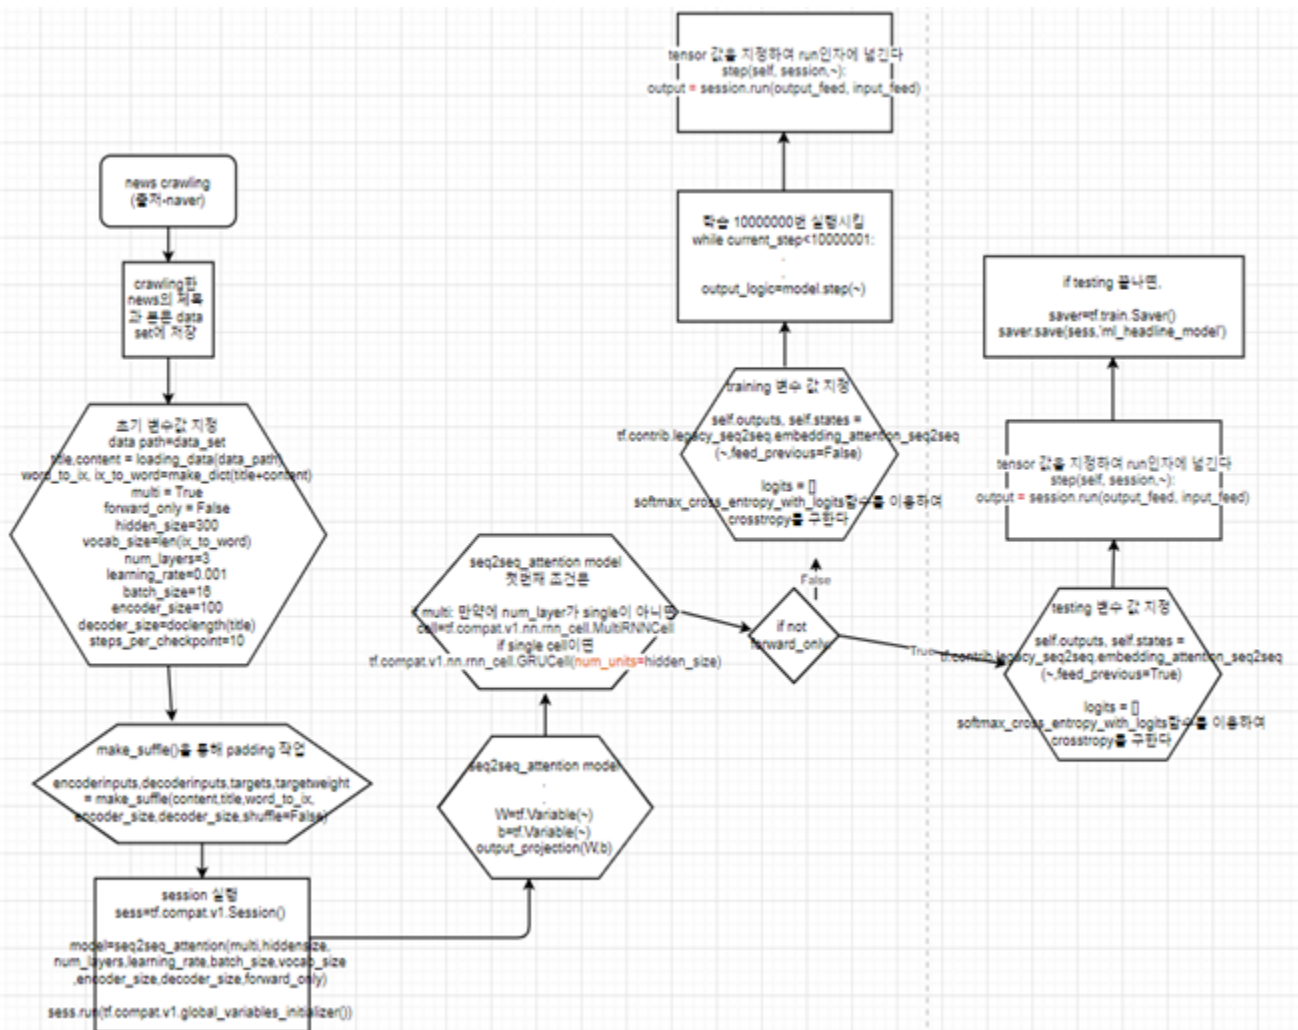 news crawling
(출처-naver)
crawling한
news의 제목
과 본문 data
set에 저장
초기 변수값 지정
data path=data_set
title,content = loading_data(data_path)
word_to_ix, ix_to_word=make_dict(title+content)
multi = True
forward_only = False
hidden_size=300
vocab_size=len(ix_to_word)
num_layers=3
learning_rate=0.001
batch_size=16
encoder_size=100
decoder_size=doclength(title)
steps_per_checkpoint=10
make_suffle()을 통해 padding 작업
encoderinputs,decoderinputs,targets,targetweight
= make_suffle(content,title,word_to_ix,
encoder_size,decoder_size,shuffle=False)
session 실행
sess=tf.compat.v1.Session()
model=seq2seq_attention(multi,hiddensize,
num_layers,learning_rate,batch_size,vocab_size
,encoder_size,decoder_size,forward_only)
sess.run(tf.compat.v1.global_variables_initializer())
seq2seq_attention model
.
.
W=tf.Variable(~)
b=tf.Variable(~)
output_projection(W,b)
seq2seq_attention model
첫번째 조건문
if multi: 만약에 num_layer가 single이 아니면
cell=tf.compat.v1.nn.rnn_cell.MultiRNNCell
if single cell이면
tf.compat.v1.nn.rnn_cell.GRUCell(num_units=hidden_size)
if not
forward_only
False
True
training 변수 값 지정
self.outputs, self.states =
tf.contrib.legacy_seq2seq.embedding_attention_seq2seq
(~,feed_previous=False)
logits = []
softmax_cross_entropy_with_logits함수를 이용하여
crosstropy를 구한다
학습 10000000번 실행시킴
while current_step<10000001:
.
.
output_logic=model.step(~)
tensor 값을 지정하여 run인자에 넘긴다
step(self, session,~):
output = session.run(output_feed, input_feed)
testing 변수 값 지정
self.outputs, self.states =
tf.contrib.legacy_seq2seq.embedding_attention_seq2seq
(~,feed_previous=True)
logits = []
softmax_cross_entropy_with_logits함수를 이용하여
crosstropy를 구한다
tensor 값을 지정하여 run인자에 넘긴다
step(self, session,~):
output = session.run(output_feed, input_feed)
if testing 끝나면,
saver=tf.train.Saver()
saver.save(sess,'ml_headline_model')